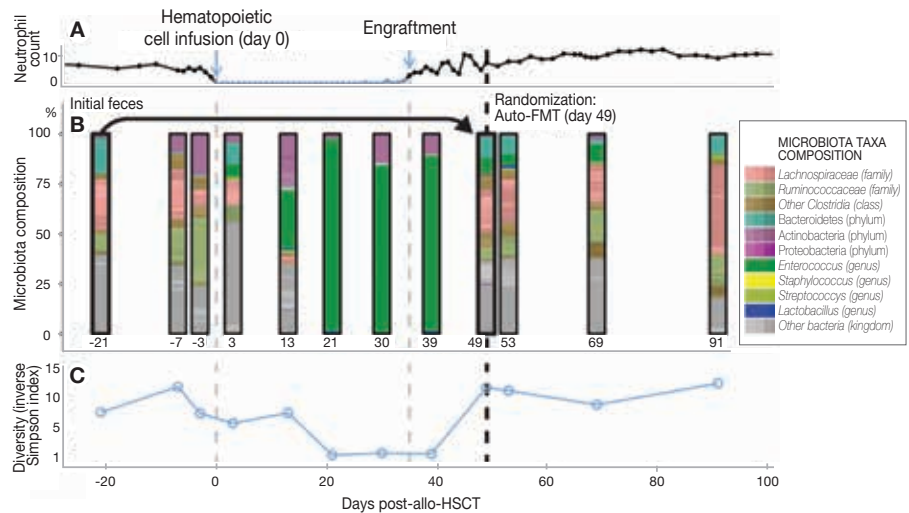 Hematopoietic
cell infusion (day 0)
Engraftment
A
Neutrophil
count
10
0
Initial feces
Randomization:
Auto-FMT (day 49)
B
%
100
75
50
25
0
Microbiota composition
-21
-7
-3
3
13
21
30
39
49
53
69
91
MICROBIOTA TAXA
COMPOSITION
Lachnospiraceae (family)
Ruminococcaceae (family)
Other Clostridia (class)
Bacteroidetes (phylum)
Actinobacteria (phylum)
Proteobacteria (phylum)
Enterococcus (genus)
Staphylococcus (genus)
Streptococcys (genus)
Lactobacillus (genus)
Other bacteria (kingdom)
C
Diversity (inverse
Simpson index)
15
10
5
1
-20
0
20
40
60
80
100
Days post-allo-HSCT